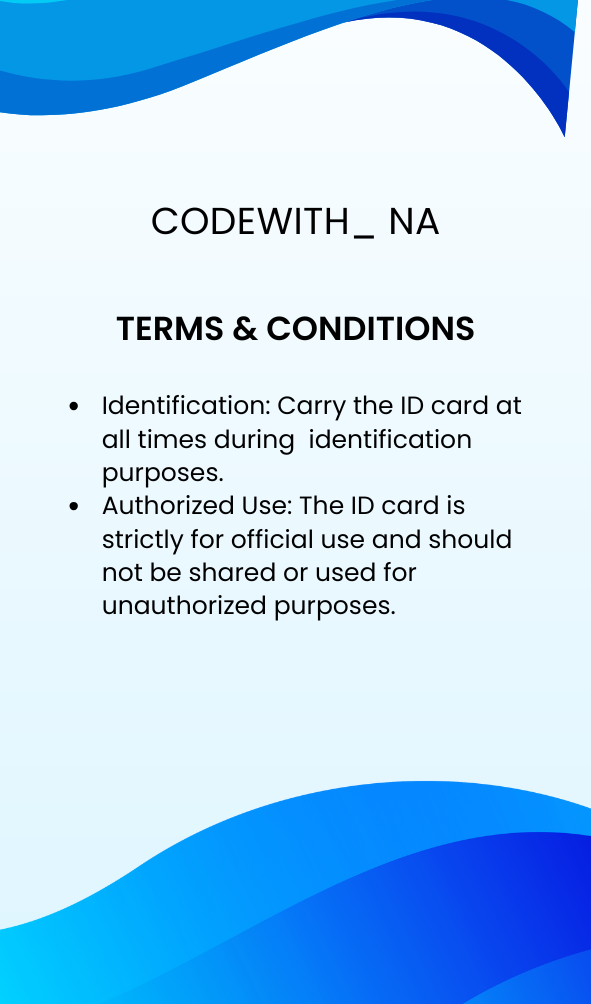 CODEWITH_ NA
TERMS & CONDITIONS
• Identification: Carry the ID card at
all times during  identification
purposes.
• Authorized Use: The ID card is
strictly for official use and should
not be shared or used for
unauthorized purposes.